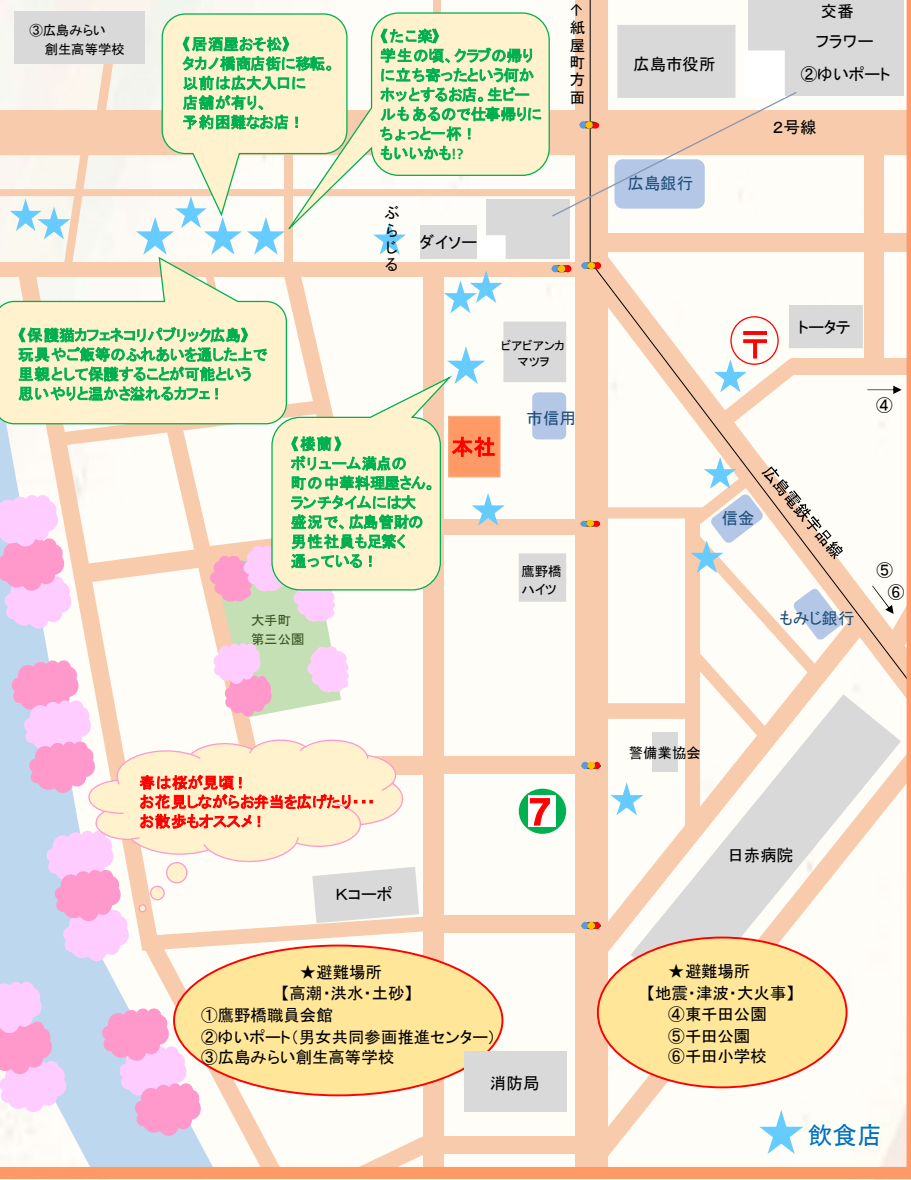 ③広島みらい
創生高等学校
《居酒屋おそ松》
タカノ橋商店街に移転。
以前は広大入口に
店舗が有り、
予約困難なお店！
《たこ楽》
学生の頃、クラブの帰り
に立ち寄ったという何か
ホッとするお店。生ビー
ルもあるので仕事帰りに
ちょっと一杯！
もいいかも!?
↑紙屋町方面
広島市役所
交番
フラワー
②ゆいポート
２号線
広島銀行
ぶらじる
ダイソー
《保護猫カフェネコリパブリック広島》
玩具やご飯等のふれあいを通した上で
里親として保護することが可能という
思いやりと温かさ溢れるカフェ！
ビアビアンカ
マツヲ
〒
トータテ
④
市信用
本社
《楼蘭》
ボリューム満点の
町の中華料理屋さん。
ランチタイムには大
盛況で、広島管財の
男性社員も足繁く
通っている！
広島電鉄宇品線
信金
鷹野橋
ハイツ
⑤
⑥
もみじ銀行
大手町
第三公園
警備業協会
春は桜が見頃！
お花見しながらお弁当を広げたり・・・
お散歩もオススメ！
7
日赤病院
Kコーポ
★避難場所
【高潮・洪水・土砂】
①鷹野橋職員会館
②ゆいポート（男女共同参画推進センター）
③広島みらい創生高等学校
★避難場所
【地震・津波・大火事】
④東千田公園
⑤千田公園
⑥千田小学校
消防局
飲食店